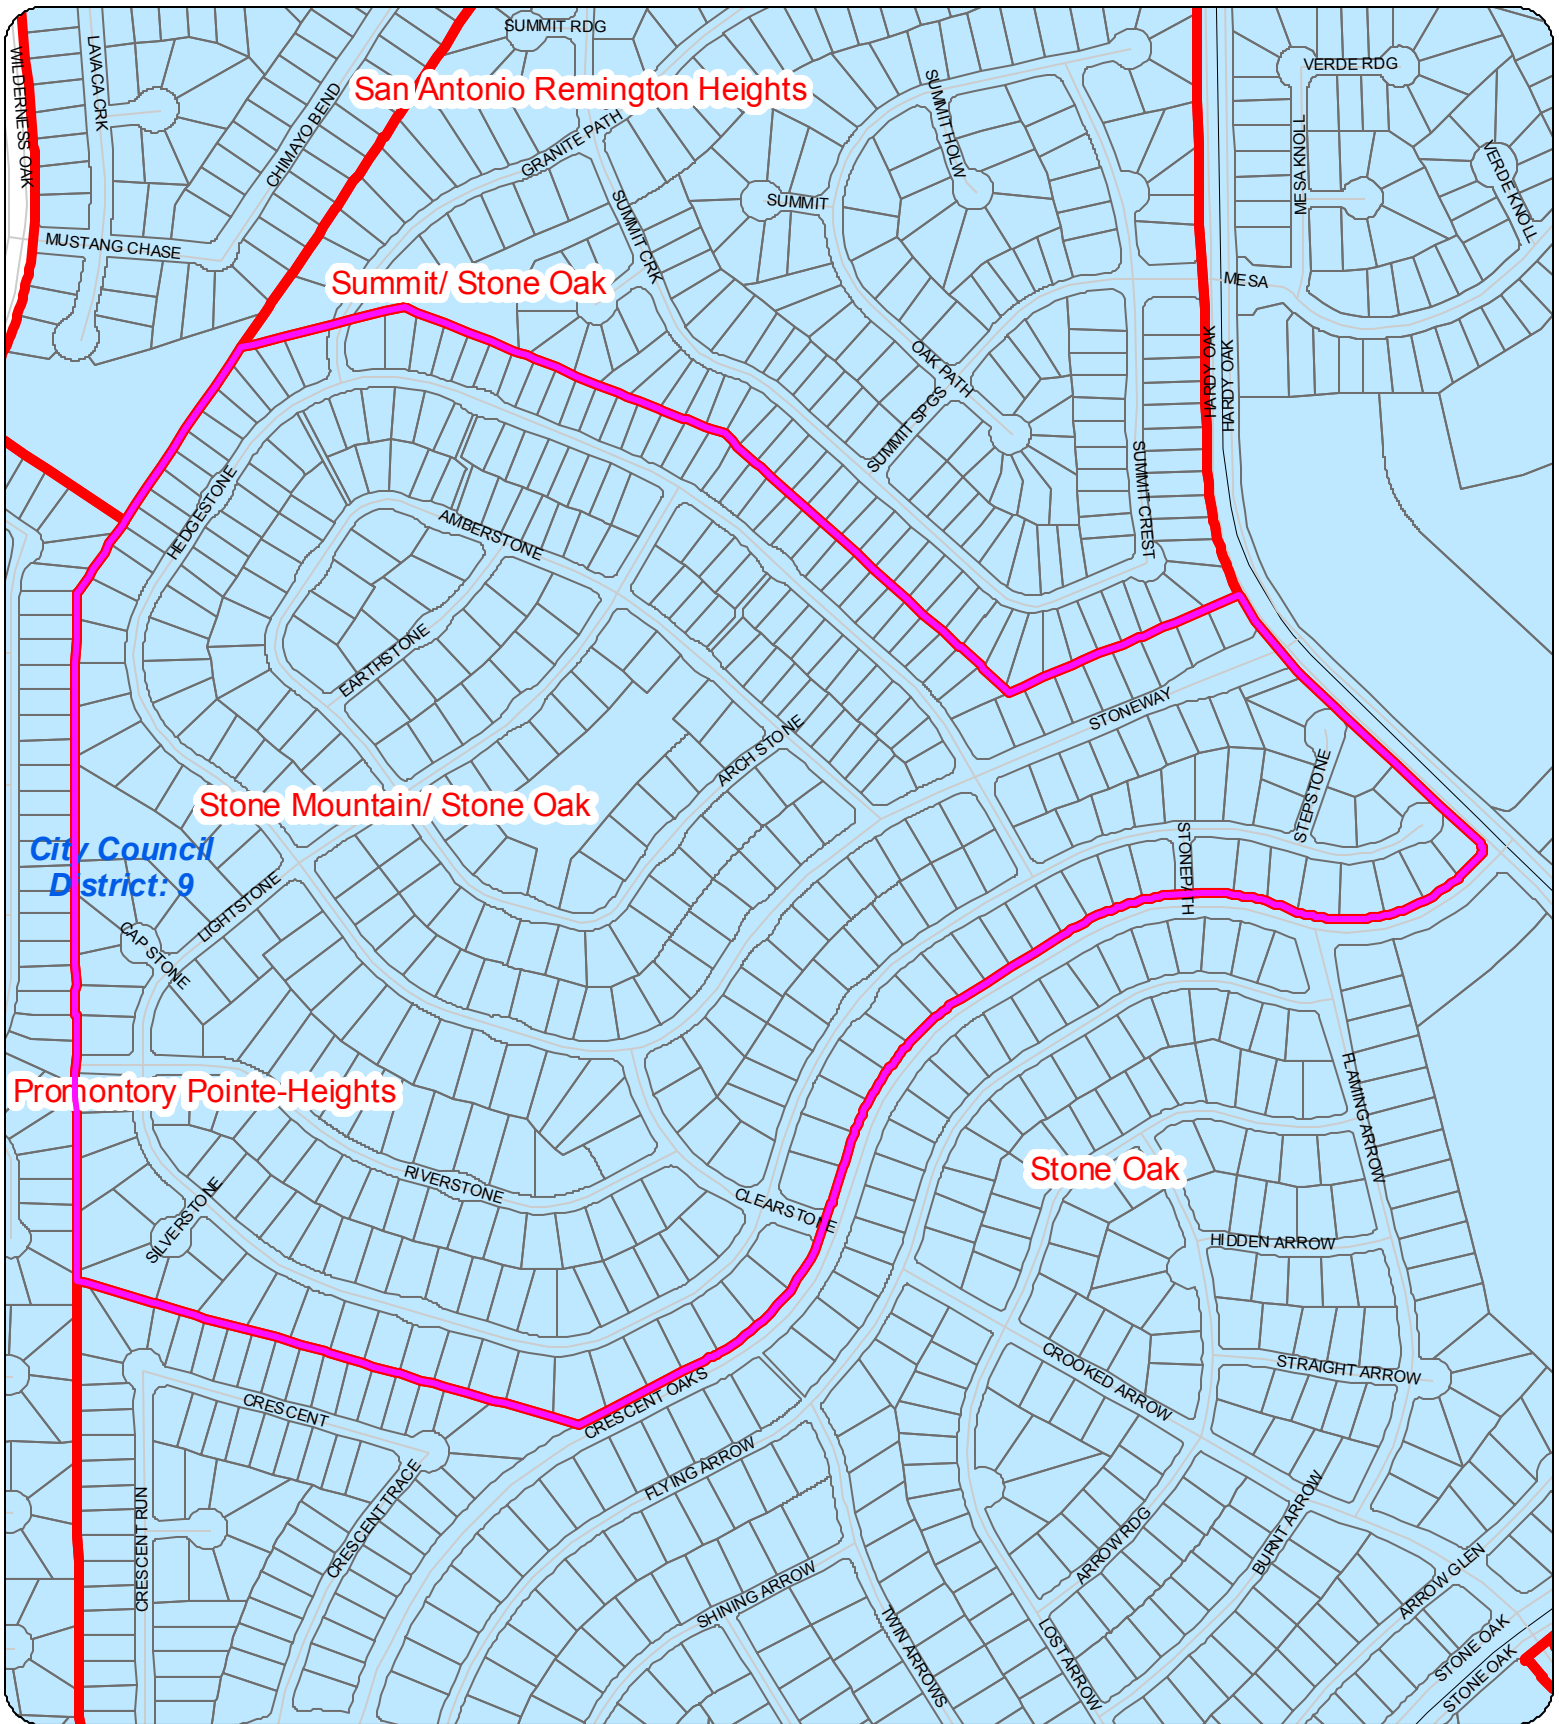 SUMMIT RDG
WILDERNESS OAK
LAVACA CRK
VERDE RDG
San Antonio Remington Heights
CHIMAYO BEND
GRANITE PATH
SUMMIT HOLW
MESA KNOLL
VERDE KNOLL
SUMMIT
SUMMIT CRK
MUSTANG CHASE
Summit/ Stone Oak
MESA
HARDY OAK
HARDY OAK
OAK PATH
SUMMIT SPGS
SUMMIT CREST
HEDGESTONE
AMBERSTONE
EARTHSTONE
STONEWAY
ARCH STONE
STEPSTONE
Stone Mountain/ Stone Oak
City Council
District: 9
STONEPATH
LIGHTSTONE
CAP STONE
Promontory Pointe-Heights
FLAMING ARROW
Stone Oak
RIVERSTONE
CLEARSTONE
SILVERSTONE
HIDDEN ARROW
CROOKED ARROW
STRAIGHT ARROW
CRESCENT
CRESCENT OAKS
FLYING ARROW
CRESCENT RUN
CRESCENT TRACE
ARROW RDG
BURNT ARROW
ARROW GLEN
SHINING ARROW
TWIN ARROWS
LOST ARROW
STONE OAK
STONE OAK